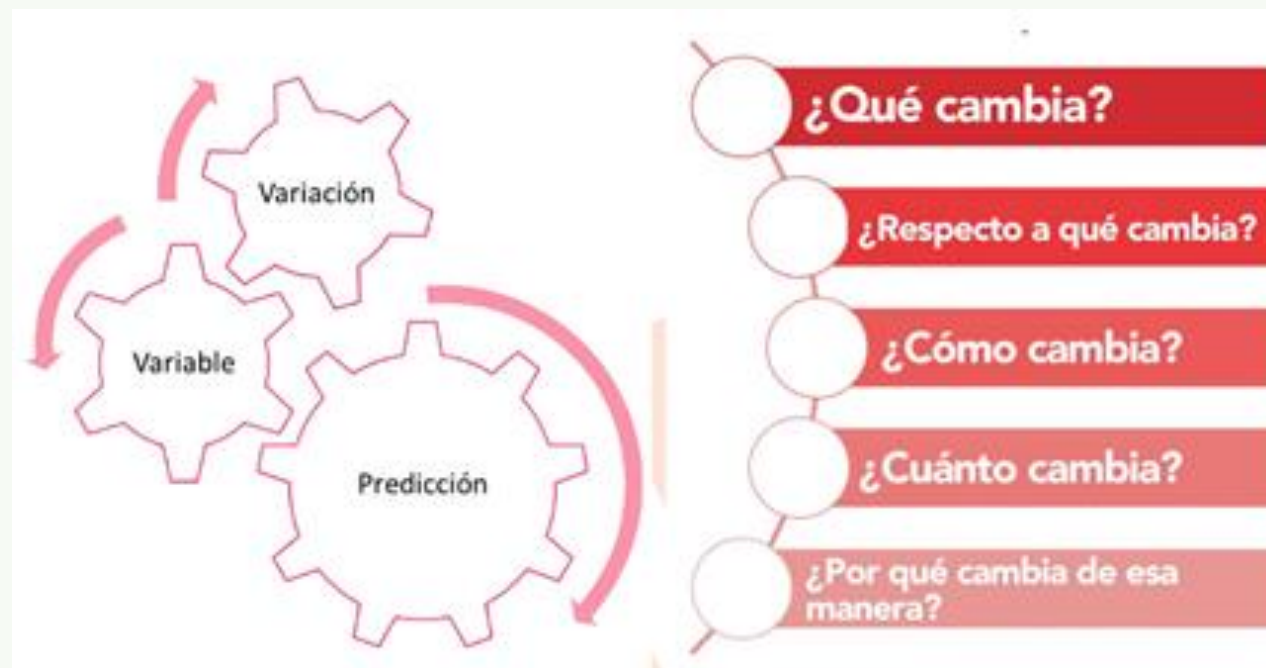 Variación
Variable
Predicción
¿Qué cambia?
¿Respecto a qué cambia?
¿Cómo cambia?
¿Cuánto cambia?
¿Por qué cambia de esa
manera?